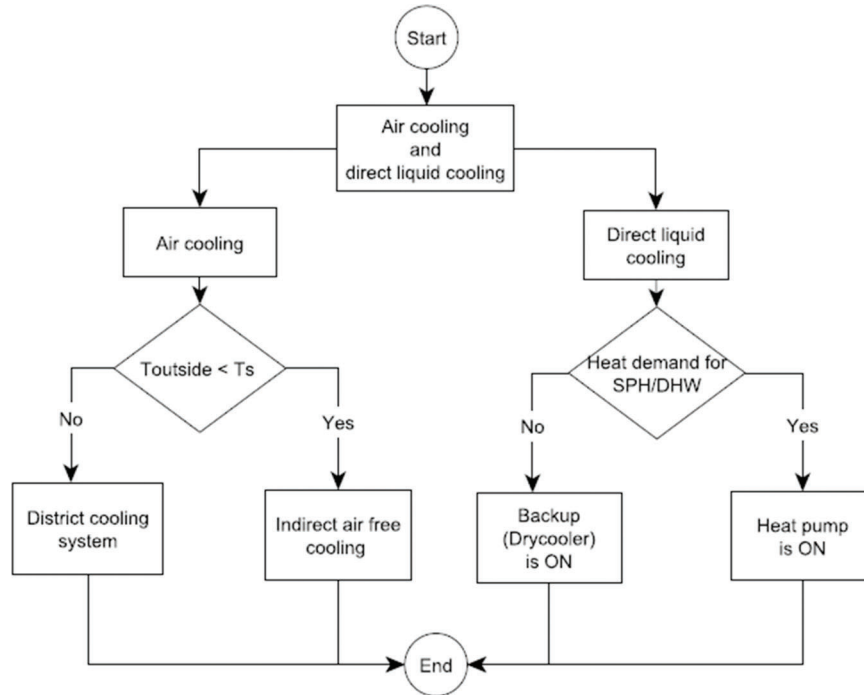 Start
Air cooling
and
direct liquid cooling
Air cooling
Direct liquid
cooling
Toutside < Ts
Heat demand for
SPH/DHW
No
Yes
No
Yes
District cooling
system
Indirect air free
cooling
Backup
(Drycooler)
is ON
Heat pump
is ON
End